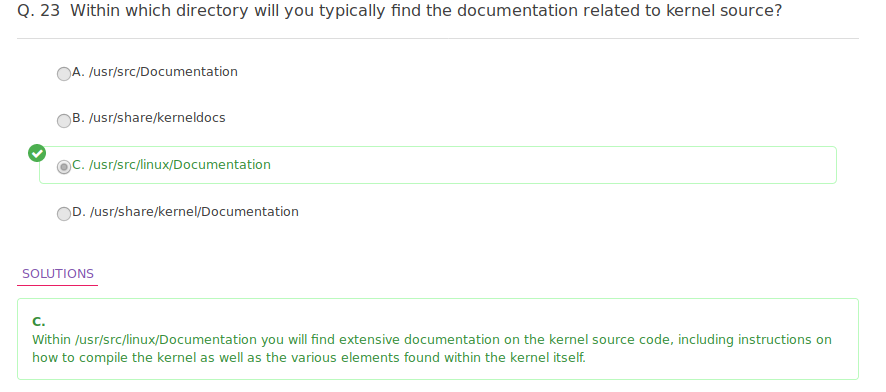 Q. 23 Within which directory will you typically find the documentation related to kernel source?
A. /usr/src/Documentation
B. /usr/share/kerneldocs
C. /usr/src/linux/Documentation
D. /usr/share/kernel/Documentation
SOLUTIONS
C.
Within /usr/src/linux/Documentation you will find extensive documentation on the kernel source code, including instructions on
how to compile the kernel as well as the various elements found within the kernel itself.